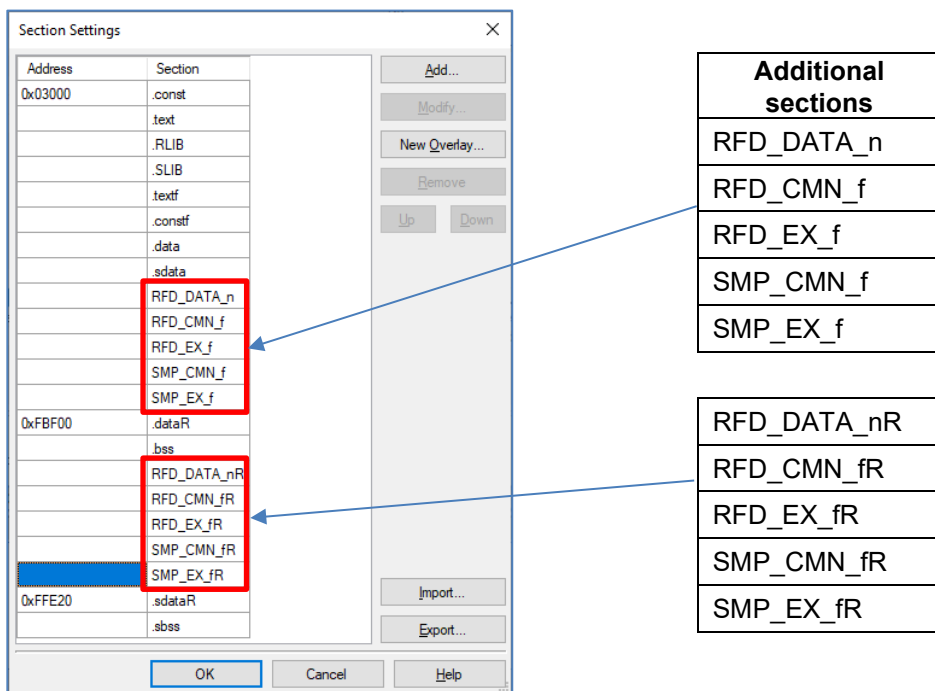 Section Settings
Address Section
0x03000 .const
.text
.RLIB
.SLIB
.textf
.constf
.data
.sdata
RFD_DATA_n
RFD_CMN_f
RFD_EX_f
SMP_CMN_f
SMP_EX_f
0xFBF00 .dataR
.bss
RFD_DATA_nR
RFD_CMN_fR
RFD_EX_fR
SMP_CMN_fR
SMP_EX_fR
0xFFE20 .sdataR
.sbss
Add...
Modify...
New Overlay...
Remove
Up Down
Import...
Export...
OK Cancel Help
Additional
sections
RFD_DATA_n
RFD_CMN_f
RFD_EX_f
SMP_CMN_f
SMP_EX_f
RFD_DATA_nR
RFD_CMN_fR
RFD_EX_fR
SMP_CMN_fR
SMP_EX_fR